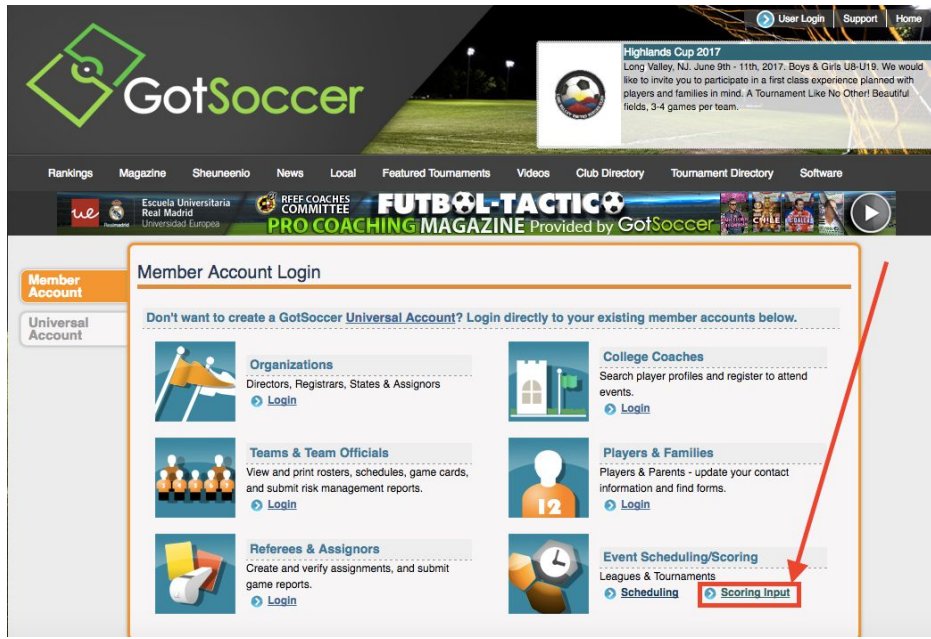 User Login Support Home
GotSoccer
Highlands Cup 2017
Long Valley, NJ. June 9th - 11th, 2017. Boys & Girls U8-U19. We would
like to invite you to participate in a first class experience planned with
players and families in mind. A Tournament Like No Other! Beautiful
fields, 3-4 games per team.
Rankings Magazine Sheuneenio News Local Featured Tournaments Videos Club Directory Tournament Directory Software
ue Realmadrid Escuela Universitaria
Real Madrid
Universidad Europea
REEF COACHES
COMMITTEE
FUTBOL-TACTICO
PRO COACHING MAGAZINE Provided by GotSoccer
Member
Account
Universal
Account
Member Account Login
Don't want to create a GotSoccer Universal Account? Login directly to your existing member accounts below.
Organizations
Directors, Registrars, States & Assignors
Login
College Coaches
Search player profiles and register to attend
events.
Login
Teams & Team Officials
View and print rosters, schedules, game cards,
and submit risk management reports.
Login
12
Players & Families
Players & Parents - update your contact
information and find forms.
Login
Referees & Assignors
Create and verify assignments, and submit
game reports.
Login
Event Scheduling/Scoring
Leagues & Tournaments
Scheduling Scoring Input